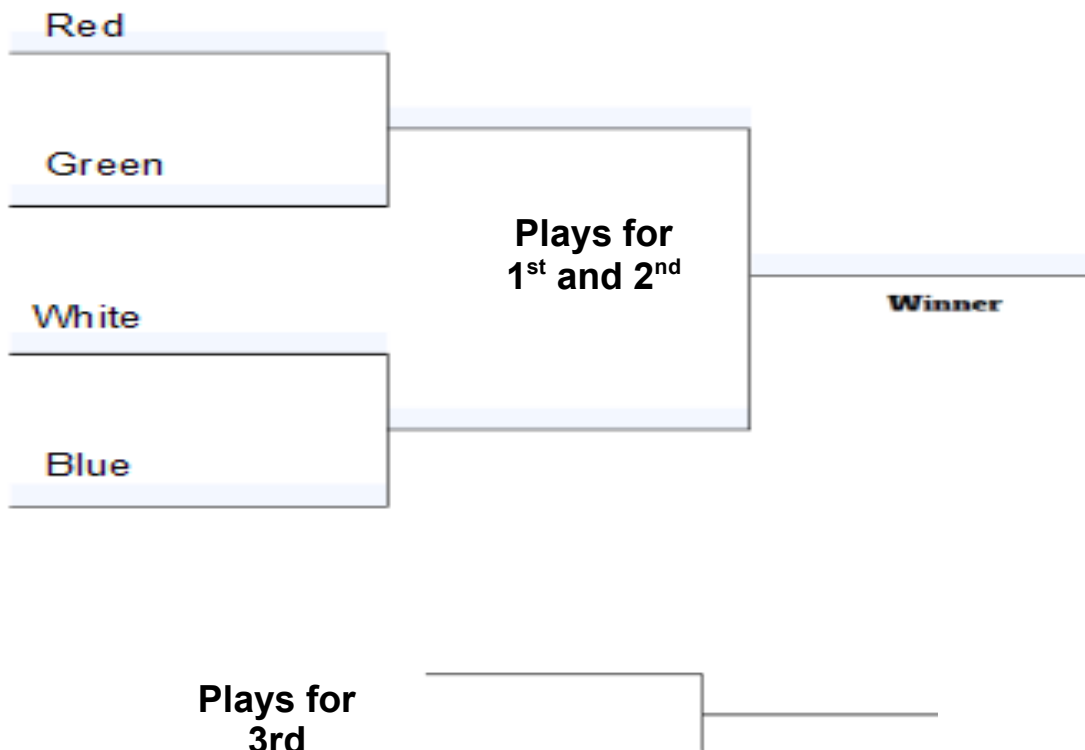 Red
Green
Plays for
1st and 2nd
White
Winner
Blue
Plays for
3rd